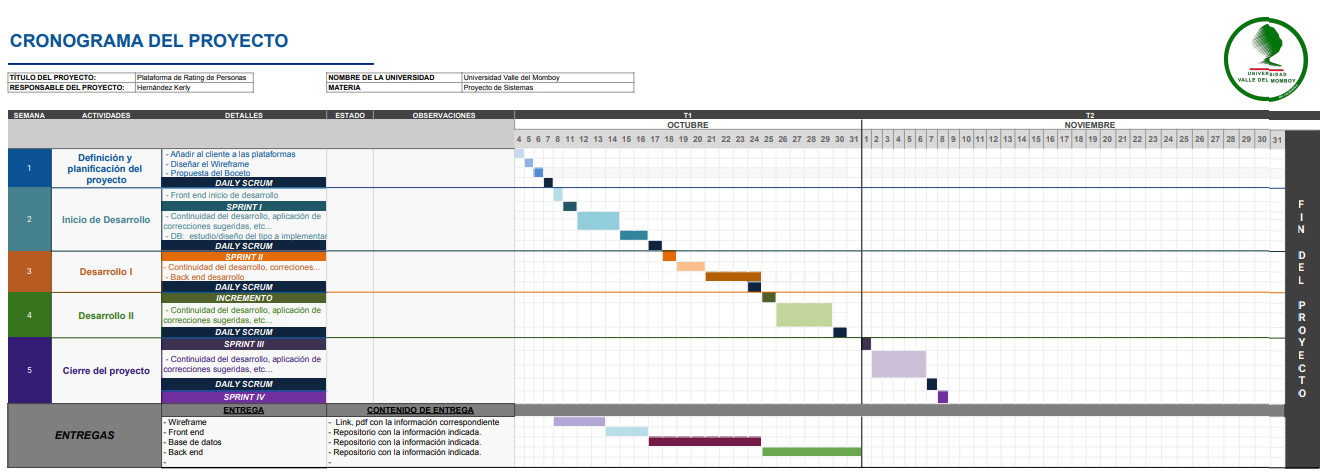 CRONOGRAMA DEL PROYECTO
UNIVERSIDAD
VALLE DEL MOMBOY
TÍTULO DEL PROYECTO: Plataforma de Rating de Personas
NOMBRE DE LA UNIVERSIDAD Universidad Valle del Momboy
RESPONSABLE DEL PROYECTO: Hernández Kerly
MATERIA Proyecto de Sistemas
SEMANA ACTIVIDADES DETALLES ESTADO OBSERVACIONES T1 T2
OCTUBRE NOVIEMBRE
4 5 6 7 8 11 12 13 14 15 16 17 18 19 20 21 22 23 24 25 26 27 28 29 30 31 1 2 3 4 5 6 7 8 9 10 11 12 13 14 15 16 17 18 19 20 21 22 23 24 25 26 27 28 29 30 31
1
Definición y
planificación del
proyecto
- Añadir al cliente a las plataformas
- Diseñar el Wireframe
- Propuesta del Boceto
DAILY SCRUM
2
Inicio de Desarrollo
- Front end inicio de desarrollo
SPRINT I
- Continuidad del desarrollo, aplicación de
correcciones sugeridas, etc...
- DB: estudio/diseño del tipo a implementar
DAILY SCRUM
3
Desarrollo I
SPRINT II
- Continuidad del desarrollo, correciones...
- Back end desarrollo
DAILY SCRUM
4
Desarrollo II
INCREMENTO
- Continuidad del desarrollo, aplicación de
correcciones sugeridas, etc...
DAILY SCRUM
5
Cierre del proyecto
SPRINT III
- Continuidad del desarrollo, aplicación de
correcciones sugeridas, etc...
DAILY SCRUM
SPRINT IV
FIN DEL PROYECTO
ENTREGAS
ENTREGA CONTENIDO DE ENTREGA
- Wireframe - Link, pdf con la información correspondiente
- Front end - Repositorio con la información indicada.
- Base de datos - Repositorio con la información indicada.
- Back end - Repositorio con la información indicada.
- -